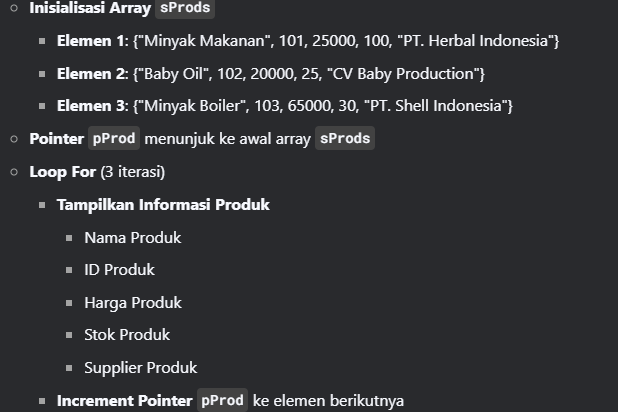 Inisialisasi Array sProds
Elemen 1: {"Minyak Makanan", 101, 25000, 100, "PT. Herbal Indonesia"}
Elemen 2: {"Baby Oil", 102, 20000, 25, "CV Baby Production"}
Elemen 3: {"Minyak Boiler", 103, 65000, 30, "PT. Shell Indonesia"}
Pointer pProd menunjuk ke awal array sProds
Loop For (3 iterasi)
Tampilkan Informasi Produk
Nama Produk
ID Produk
Harga Produk
Stok Produk
Supplier Produk
Increment Pointer pProd ke elemen berikutnya